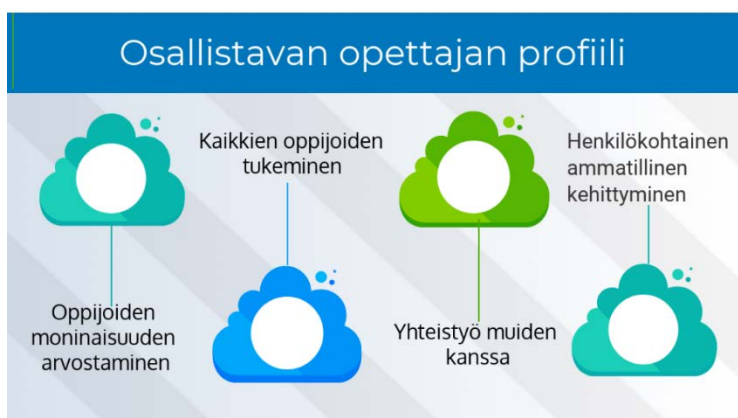 Osallistavan opettajan profiili
Oppijoiden
moninaisuuden
arvostaminen
Kaikkien oppijoiden
tukeminen
Yhteistyö muiden
kanssa
Henkilökohtainen
ammatillinen
kehittyminen